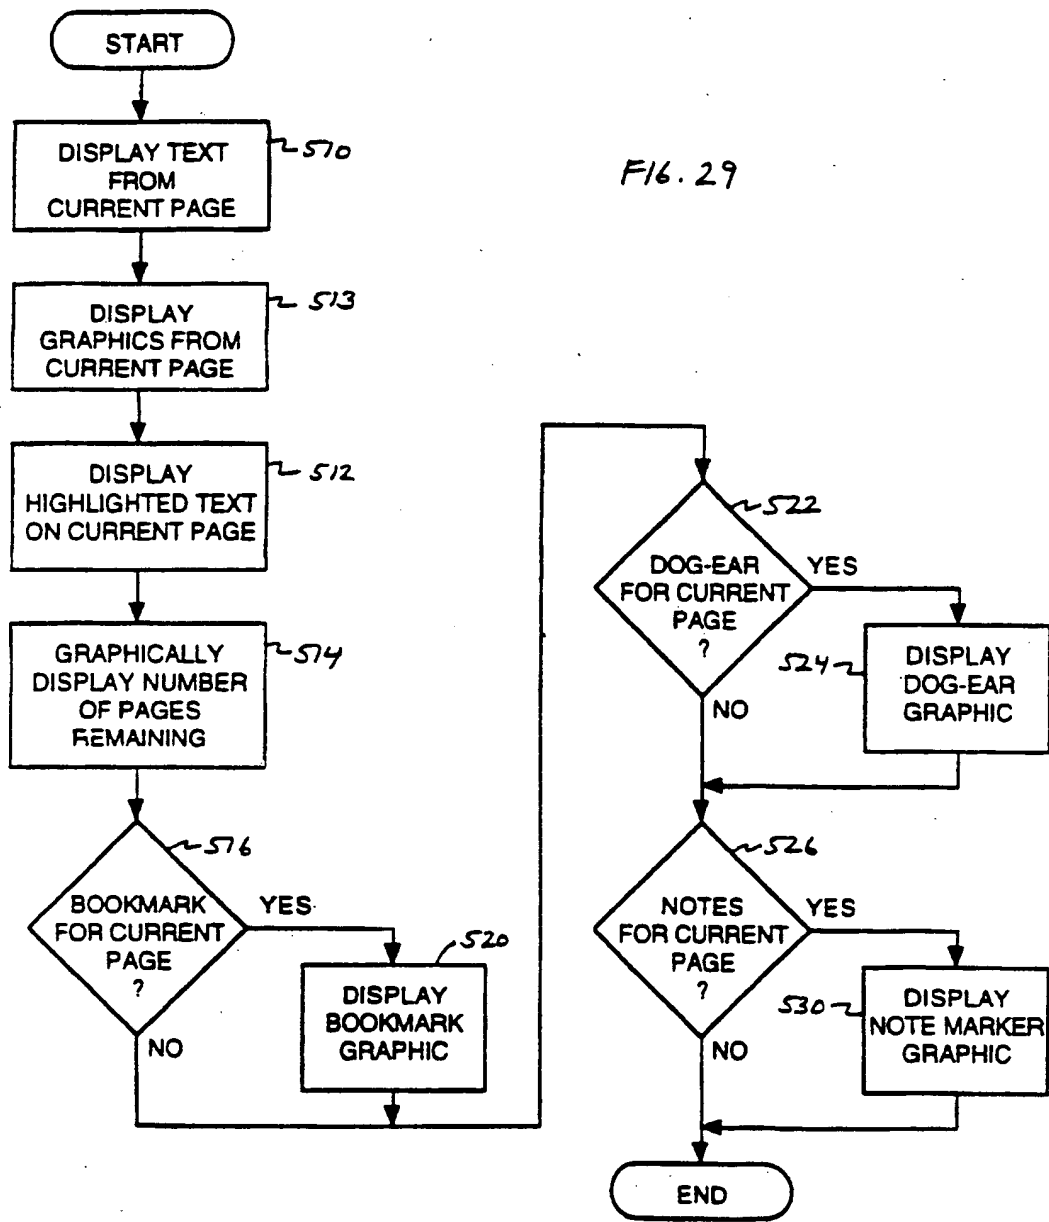 START
DISPLAY TEXT
FROM
CURRENT PAGE
510
FIG. 29
DISPLAY
GRAPHICS FROM
CURRENT PAGE
513
DISPLAY
HIGHLIGHTED TEXT
ON CURRENT PAGE
512
GRAPHICALLY
DISPLAY NUMBER
OF PAGES
REMAINING
514
BOOKMARK
FOR CURRENT
PAGE
?
516
YES
NO
DISPLAY
BOOKMARK
GRAPHIC
520
DOG-EAR
FOR CURRENT
PAGE
?
522
YES
NO
DISPLAY
DOG-EAR
GRAPHIC
524
NOTES
FOR CURRENT
PAGE
?
526
YES
NO
DISPLAY
NOTE MARKER
GRAPHIC
530
END